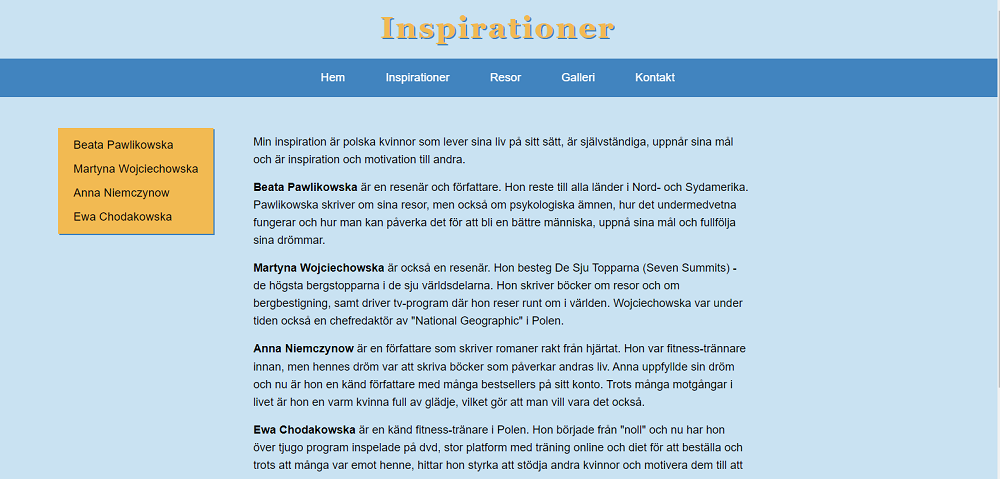 Inspirationer
Hem Inspirationer Resor Galleri Kontakt
Beata Pawlikowska
Martyna Wojciechowska
Anna Niemczynow
Ewa Chodakowska
Min inspiration är polska kvinnor som lever sina liv på sitt sätt, är självständiga, uppnår sina mål
och är inspiration och motivation till andra.
Beata Pawlikowska är en resenär och författare. Hon reste till alla länder i Nord- och Sydamerika.
Pawlikowska skriver om sina resor, men också om psykologiska ämnen, hur det undermedvetna
fungerar och hur man kan påverka det för att bli en bättre människa, uppnå sina mål och fullfölja
sina drömmar.
Martyna Wojciechowska är också en resenär. Hon besteg De Sju Topparna (Seven Summits) -
de högsta bergstopparna i de sju världsdelarna. Hon skriver böcker om resor och om
bergbestigning, samt driver tv-program där hon reser runt om i världen. Wojciechowska var under
tiden också en chefredaktör av "National Geographic" i Polen.
Anna Niemczynow är en författare som skriver romaner rakt från hjärtat. Hon var fitness-trännare
innan, men hennes dröm var att skriva böcker som påverkar andras liv. Anna uppfyllde sin dröm
och nu är hon en känd författare med många bestsellers på sitt konto. Trots många motgångar i
livet är hon en varm kvinna full av glädje, vilket gör att man vill vara det också.
Ewa Chodakowska är en känd fitness-tränare i Polen. Hon började från "noll" och nu har hon
över tjugo program inspelade på dvd, stor platform med träning online och diet för att beställa och
trots att många var emot henne, hittar hon styrka att stödja andra kvinnor och motivera dem till att